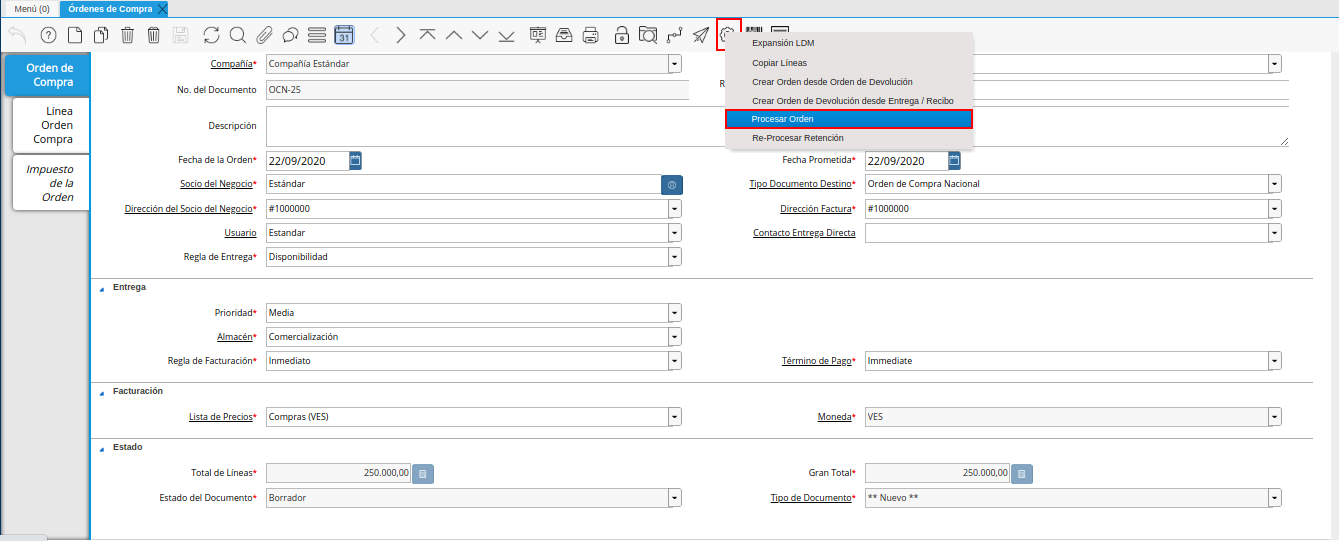 Menú (0)
Órdenes de Compra
31
Expansión LDM
Copiar Líneas
Crear Orden desde Orden de Devolución
Crear Orden de Devolución desde Entrega / Recibo
Procesar Orden
Re-Procesar Retención
Orden de
Compra
Línea
Orden
Compra
Impuesto
de la
Orden
Compañía* Compañía Estándar
No. del Documento OCN-25
Descripción
Fecha de la Orden* 22/09/2020 Fecha Prometida* 22/09/2020
Socio del Negocio* Estándar Tipo Documento Destino* Orden de Compra Nacional
Dirección del Socio del Negocio* #1000000 Dirección Factura* #1000000
Usuario Estandar Contacto Entrega Directa
Regla de Entrega* Disponibilidad
Entrega
Prioridad* Media
Almacén* Comercialización
Regla de Facturación* Inmediato Término de Pago* Immediate
Facturación
Lista de Precios* Compras (VES) Moneda* VES
Estado
Total de Líneas* 250.000,00 Gran Total* 250.000,00
Estado del Documento* Borrador Tipo de Documento* ** Nuevo **